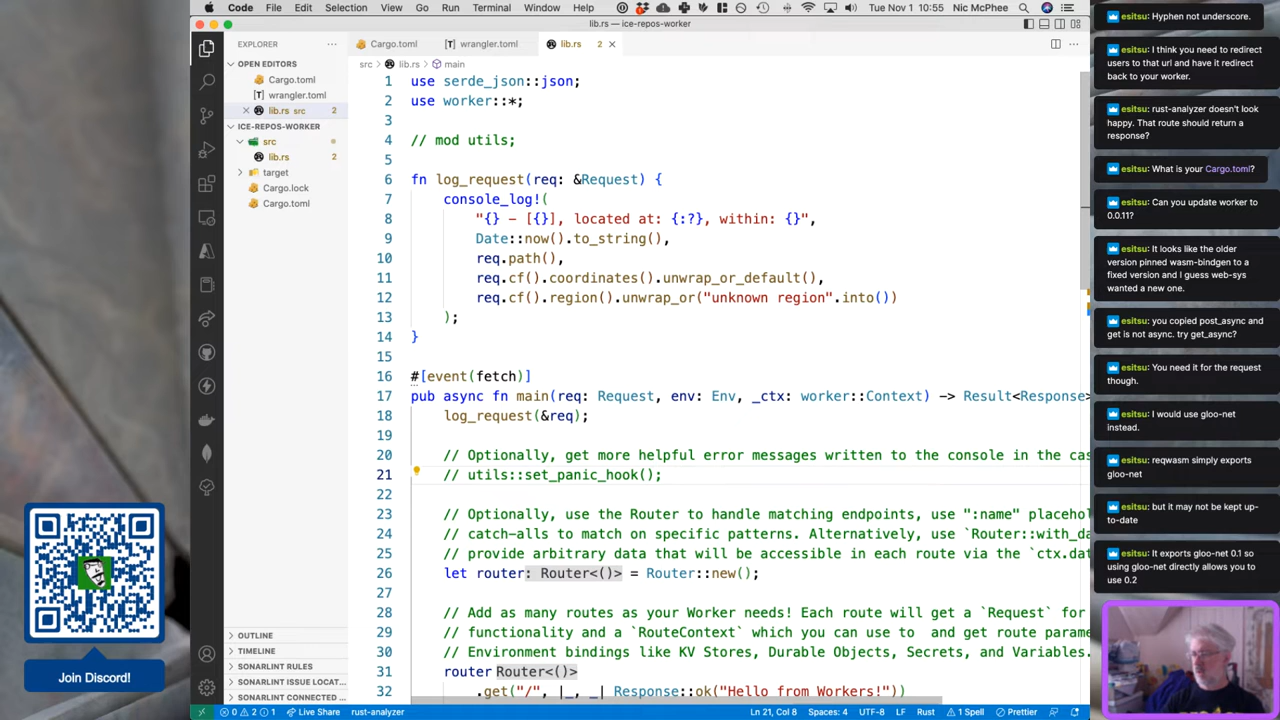 Code File Edit Selection View Go Run Terminal Window Help Tue Nov 1 10:55 Nic McPhee
lib.rs — ice-repos-worker
EXPLORER
OPEN EDITORS
Cargo.toml
wrangler.toml
lib.rs src 2
ICE-REPOS-WORKER
src
lib.rs 2
target
Cargo.lock
Cargo.toml
OUTLINE
TIMELINE
SONARLINT RULES
SONARLINT ISSUE LOCAT...
SONARLINT CONNECTED ...
Cargo.toml
wrangler.toml
lib.rs 2
src > lib.rs > main
1 use serde_json::json;
2 use worker::*;
3
4 // mod utils;
5
6 fn log_request(req: &Request) {
7 console_log!(
8 "{} - [{}], located at: {:?}, within: {}",
9 Date::now().to_string(),
10 req.path(),
11 req.cf().coordinates().unwrap_or_default(),
12 req.cf().region().unwrap_or("unknown region".into())
13 );
14 }
15
16 #[event(fetch)]
17 pub async fn main(req: Request, env: Env, _ctx: worker::Context) -> Result<Response>
18 log_request(&req);
19
20 // Optionally, get more helpful error messages written to the console in the cas
21 // utils::set_panic_hook();
22
23 // Optionally, use the Router to handle matching endpoints, use ":name" placehol
24 // catch-alls to match on specific patterns. Alternatively, use `Router::with_da
25 // provide arbitrary data that will be accessible in each route via the `ctx.dat
26 let router: Router<()> = Router::new();
27
28 // Add as many routes as your Worker needs! Each route will get a `Request` for
29 // functionality and a `RouteContext` which you can use to and get route parame
30 // Environment bindings like KV Stores, Durable Objects, Secrets, and Variables.
31 router Router<()>
32 .get("/", |_, _| Response::ok("Hello from Workers!"))
0 2 1 Live Share rust-analyzer Ln 21, Col 8 Spaces: 4 UTF-8 LF Rust 1 Spell Prettier
Join Discord!
esitsu: Hyphen not underscore.
esitsu: I think you need to redirect
users to that url and have it redirect
back to your worker.
esitsu: rust-analyzer doesn't look
happy. That route should return a
response?
esitsu: What is your Cargo.toml?
esitsu: Can you update worker to
0.0.11?
esitsu: It looks like the older
version pinned wasm-bindgen to a
fixed version and I guess web-sys
wanted a new one.
esitsu: you copied post_async and
get is not async. try get_async?
esitsu: You need it for the request
though.
esitsu: I would use gloo-net
instead.
esitsu: reqwasm simply exports
gloo-net
esitsu: but it may not be kept up-
to-date
esitsu: It exports gloo-net 0.1 so
using gloo-net directly allows you to
use 0.2